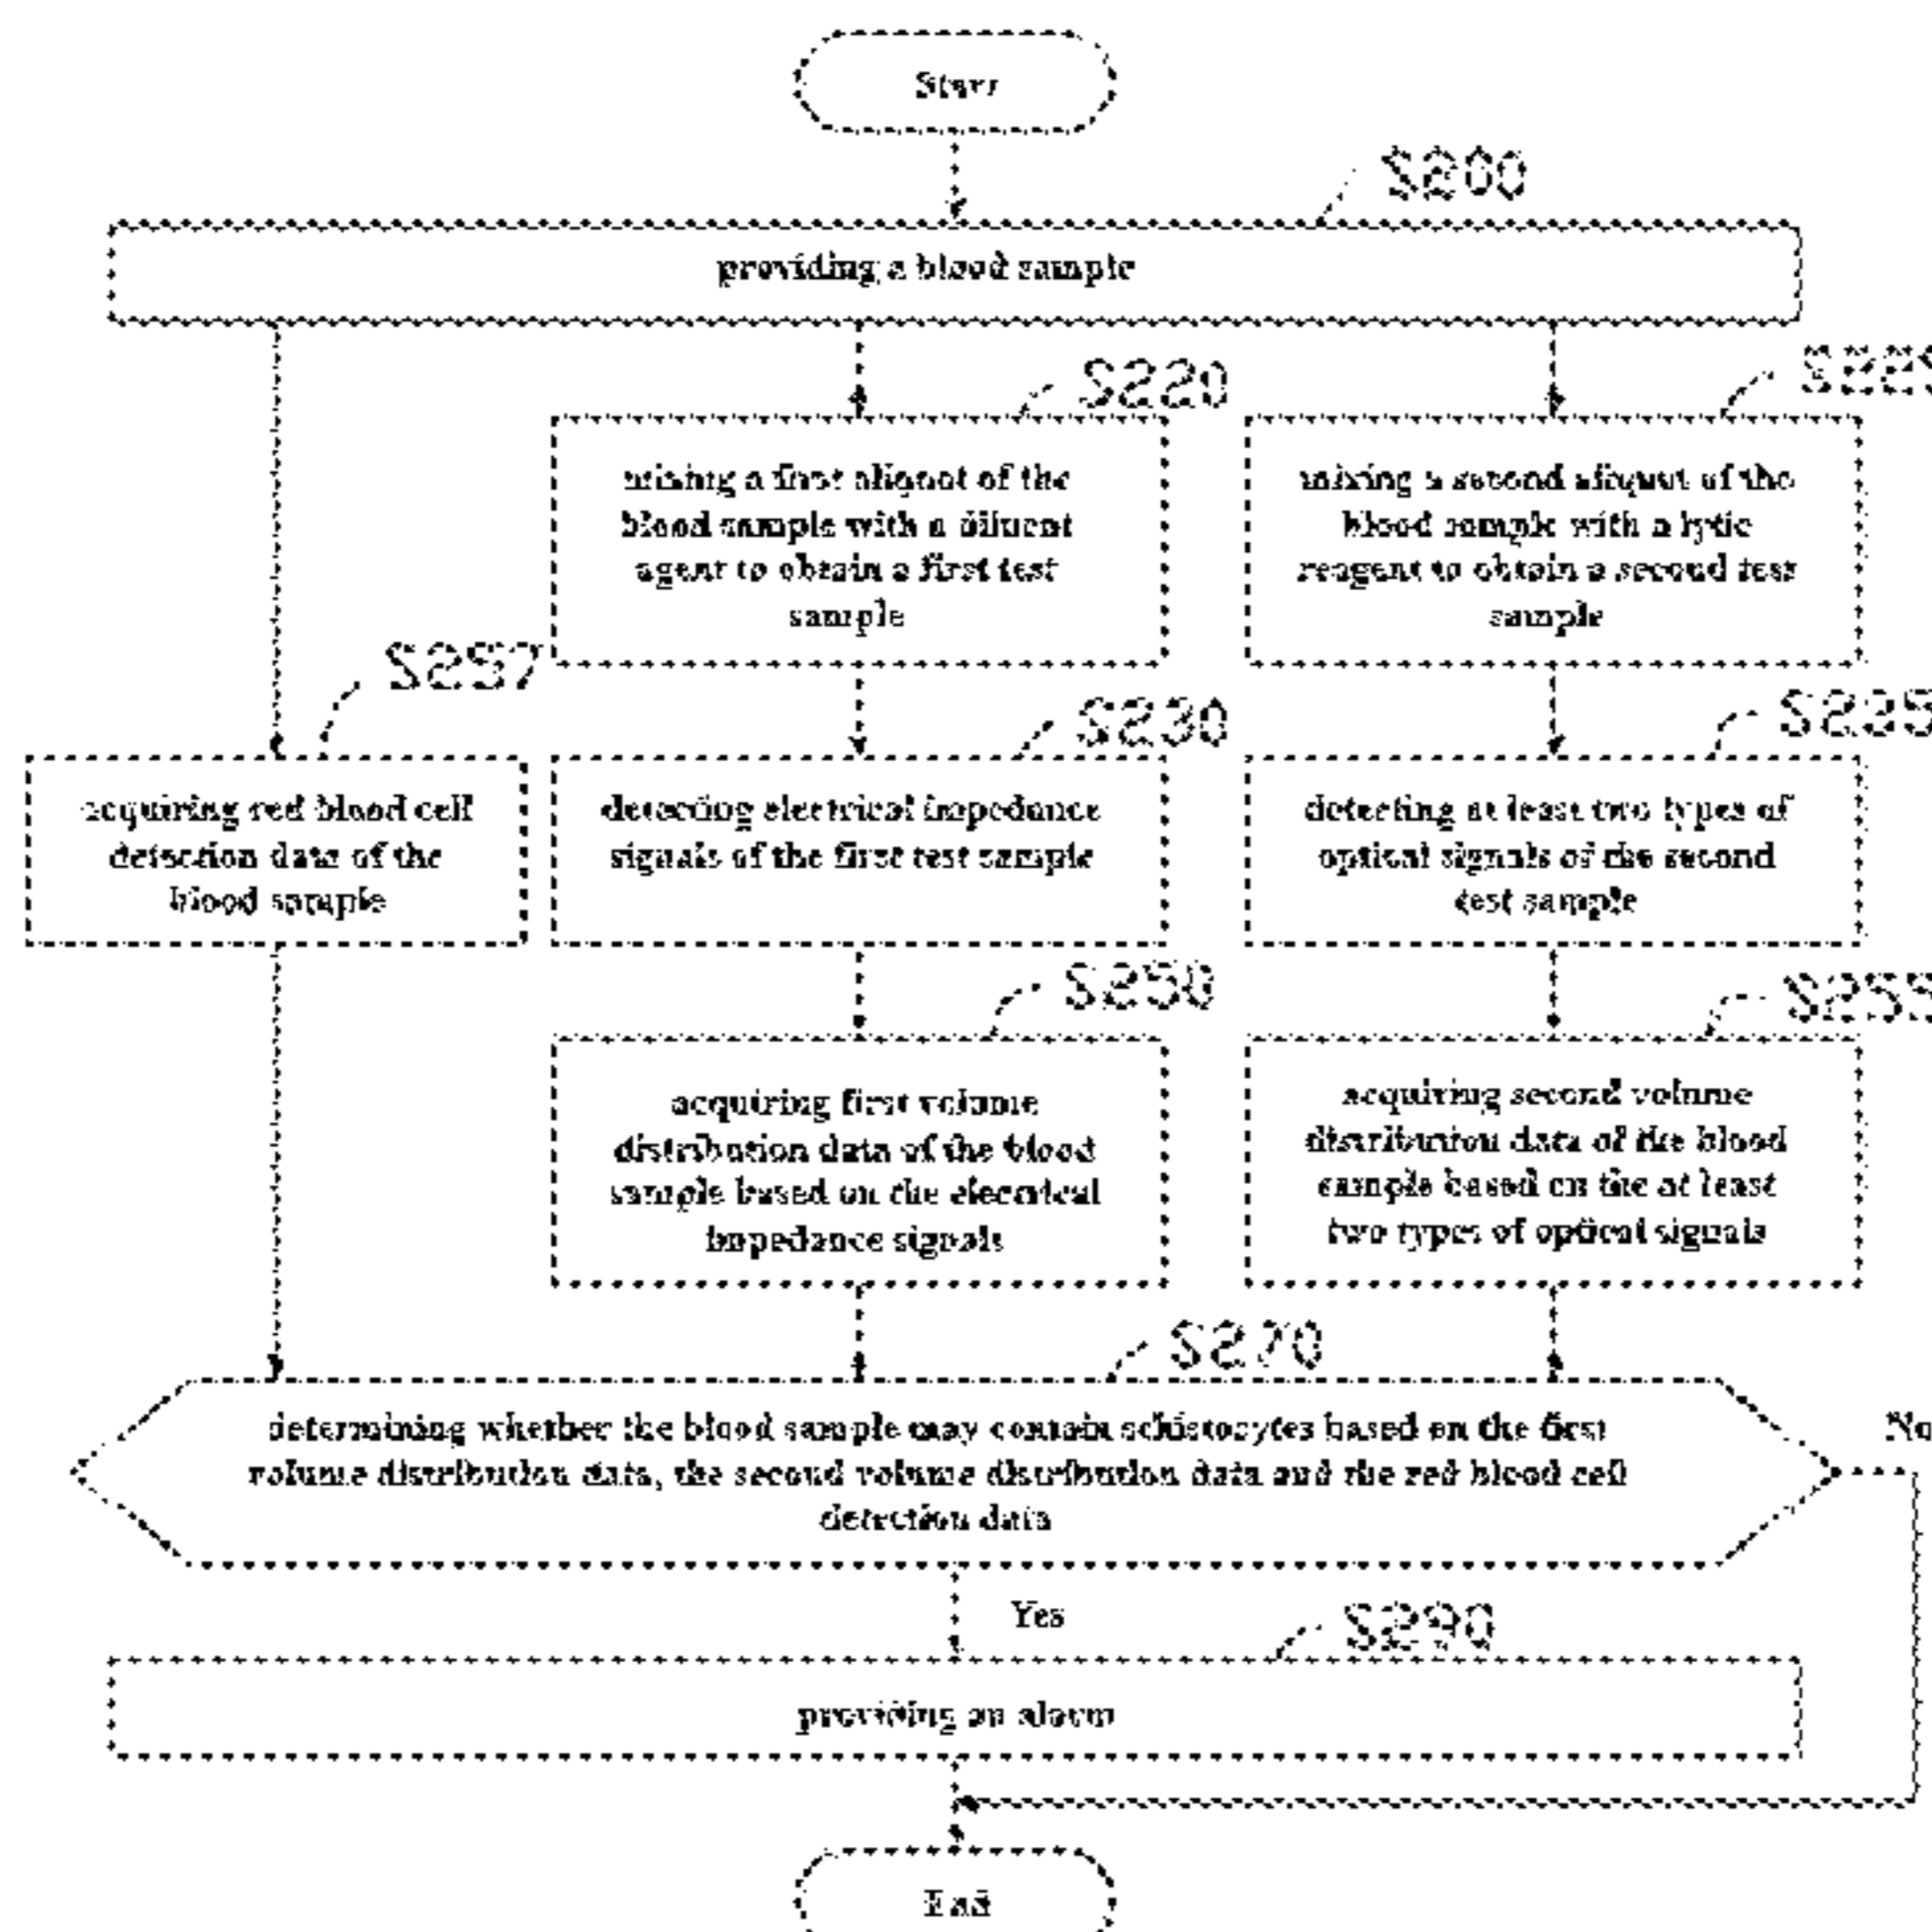 Start
S200
providing a blood sample
S220
mixing a first aliquot of the
blood sample with a diluent
agent to obtain a first test
sample
mixing a second aliquot of the
blood sample with a lytic
reagent to obtain a second test
sample
S257
S230
S235
acquiring red blood cell
detection data of the
blood sample
detecting electrical impedance
signals of the first test sample
detecting at least two types of
optical signals of the second
test sample
S250
S255
acquiring first volume
distribution data of the blood
sample based on the electrical
impedance signals
acquiring second volume
distribution data of the blood
sample based on the at least
two types of optical signals
S270
determining whether the blood sample may contain schistocytes based on the first
volume distribution data, the second volume distribution data and the red blood cell
detection data
No
Yes
S290
providing an alarm
End